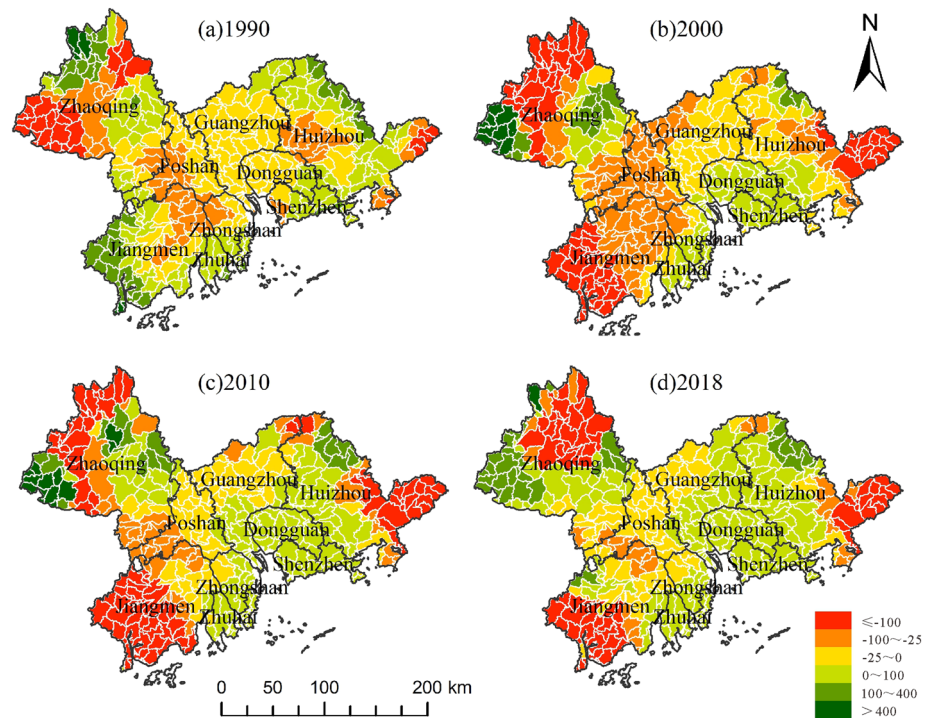 (a)1990
Zhaoqing
Guangzhou
Huizhou
Foshan
Dongguan
Shenzhen
Zhongshan
Jiangmen
Zhuhai
(b)2000
N
Zhaoqing
Guangzhou
Huizhou
Foshan
Dongguan
Shenzhen
Zhongshan
Jiangmen
Zhuhai
(c)2010
Zhaoqing
Guangzhou
Huizhou
Foshan
Dongguan
Shenzhen
Zhongshan
Jiangmen
Zhuhai
(d)2018
Zhaoqing
Guangzhou
Huizhou
Foshan
Dongguan
Shenzhen
Zhongshan
Jiangmen
Zhuhai
0 50 100 200 km
≤-100
-100～-25
-25～0
0～100
100～400
＞400